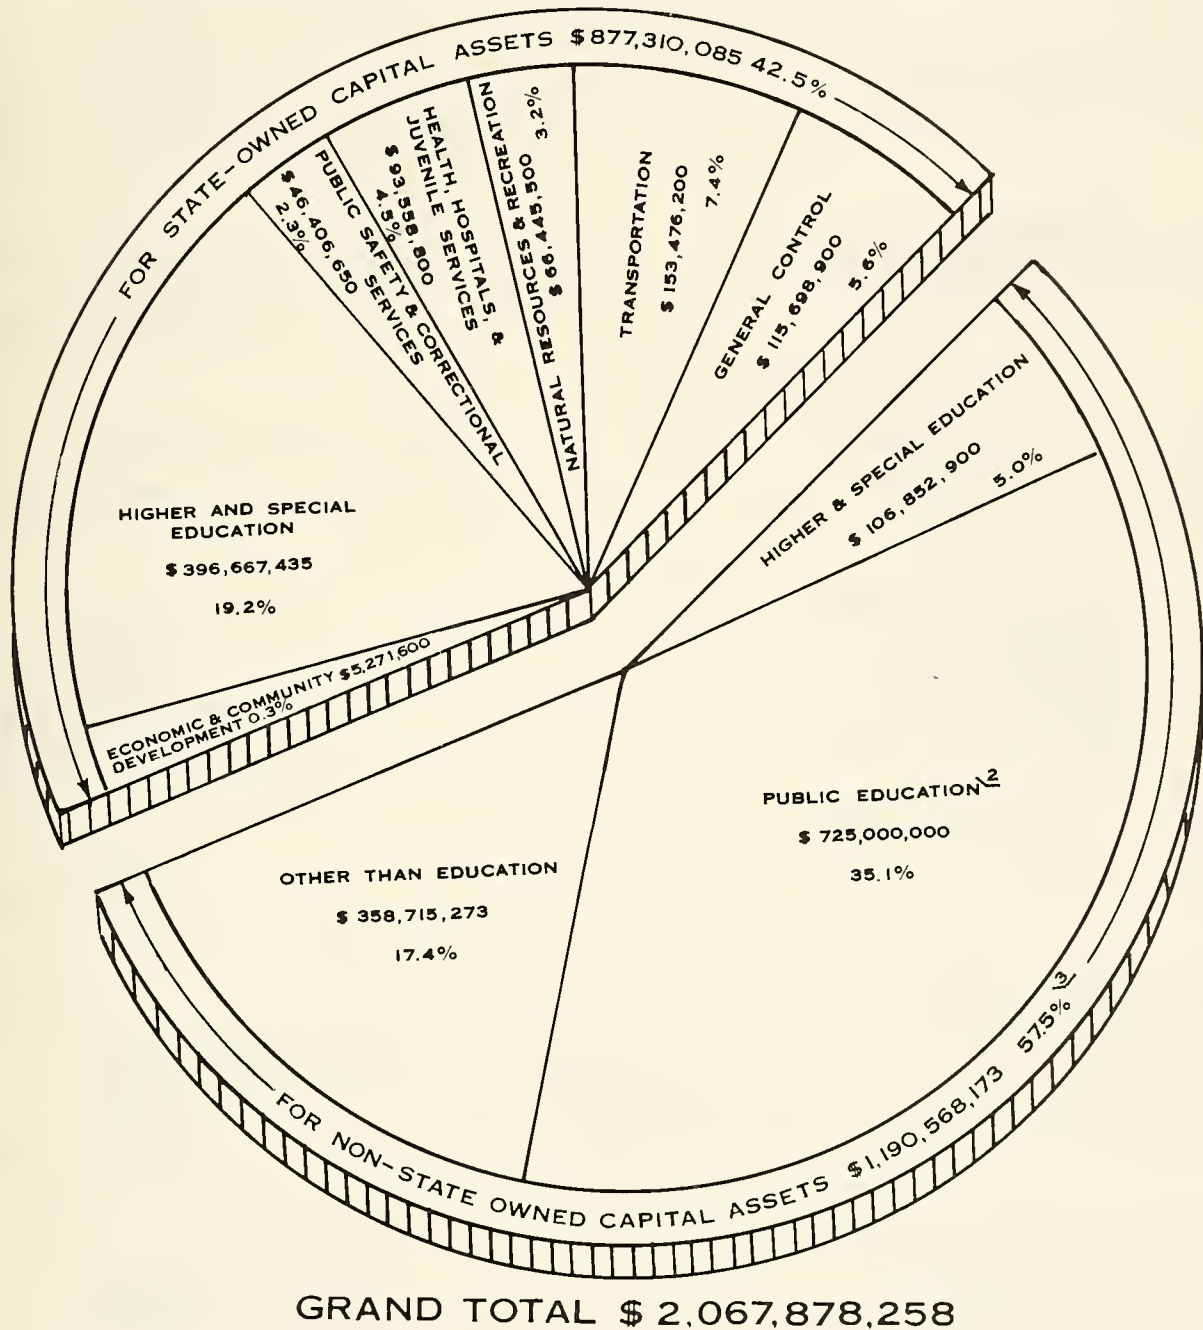 FOR STATE-OWNED CAPITAL ASSETS $877,310,085 42.5%
HIGHER AND SPECIAL
EDUCATION
$396,667,435
19.2%
PUBLIC SAFETY & CORRECTIONAL
SERVICES
$46,406,650
2.3%
HEALTH, HOSPITALS, &
JUVENILE SERVICES
$93,558,800
4.5%
NATURAL RESOURCES & RECREATION
$66,445,500
3.2%
TRANSPORTATION
$153,476,200
7.4%
GENERAL CONTROL
$115,698,900
5.6%
ECONOMIC & COMMUNITY $5,271,600
DEVELOPMENT 0.3%
HIGHER & SPECIAL EDUCATION
$106,852,900
5.0%
PUBLIC EDUCATION \2
$725,000,000
35.1%
OTHER THAN EDUCATION
$358,715,273
17.4%
FOR NON-STATE OWNED CAPITAL ASSETS $1,190,568,173 57.5% \3
GRAND TOTAL $2,067,878,258